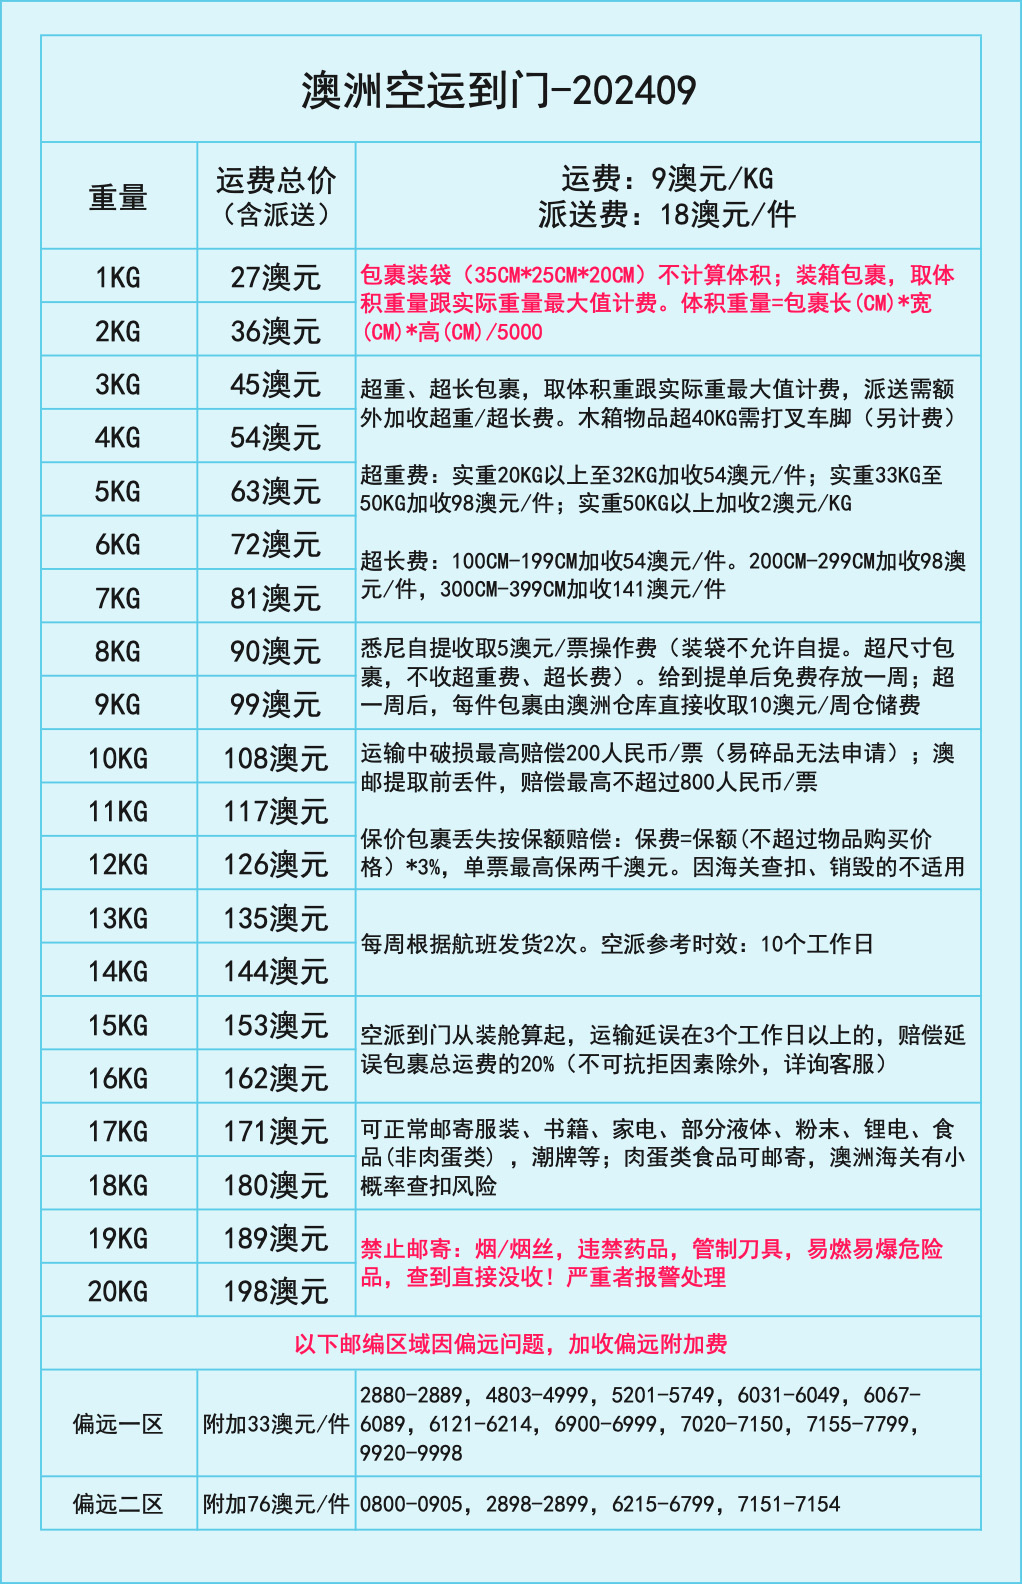 澳洲空运到门-202409
重量
运费总价
（含派送）
运费：9澳元/KG
派送费：18澳元/件
1KG
27澳元
2KG
36澳元
包裹装袋（35CM*25CM*20CM）不计算体积；装箱包裹，取体
积重量跟实际重量最大值计费。体积重量=包裹长(CM)*宽
(CM)*高(CM)/5000
3KG
45澳元
4KG
54澳元
5KG
63澳元
6KG
72澳元
7KG
81澳元
超重、超长包裹，取体积重跟实际重最大值计费，派送需额
外加收超重/超长费。木箱物品超40KG需打叉车脚（另计费）
超重费：实重20KG以上至32KG加收54澳元/件；实重33KG至
50KG加收98澳元/件；实重50KG以上加收2澳元/KG
超长费：100CM-199CM加收54澳元/件。200CM-299CM加收98澳
元/件，300CM-399CM加收141澳元/件
8KG
90澳元
9KG
99澳元
悉尼自提收取5澳元/票操作费（装袋不允许自提。超尺寸包
裹，不收超重费、超长费）。给到提单后免费存放一周；超
一周后，每件包裹由澳洲仓库直接收取10澳元/周仓储费
10KG
108澳元
11KG
117澳元
12KG
126澳元
运输中破损最高赔偿200人民币/票（易碎品无法申请）；澳
邮提取前丢件，赔偿最高不超过800人民币/票
保价包裹丢失按保额赔偿：保费=保额(不超过物品购买价
格）*3%，单票最高保两千澳元。因海关查扣、销毁的不适用
13KG
135澳元
14KG
144澳元
每周根据航班发货2次。空派参考时效：10个工作日
15KG
153澳元
16KG
162澳元
空派到门从装舱算起，运输延误在3个工作日以上的，赔偿延
误包裹总运费的20%（不可抗拒因素除外，详询客服）
17KG
171澳元
18KG
180澳元
可正常邮寄服装、书籍、家电、部分液体、粉末、锂电、食
品(非肉蛋类），潮牌等；肉蛋类食品可邮寄，澳洲海关有小
概率查扣风险
19KG
189澳元
20KG
198澳元
禁止邮寄：烟/烟丝，违禁药品，管制刀具，易燃易爆危险
品，查到直接没收！严重者报警处理
以下邮编区域因偏远问题，加收偏远附加费
偏远一区
附加33澳元/件
2880-2889，4803-4999，5201-5749，6031-6049，6067-
6089，6121-6214，6900-6999，7020-7150，7155-7799，
9920-9998
偏远二区
附加76澳元/件
0800-0905，2898-2899，6215-6799，7151-7154